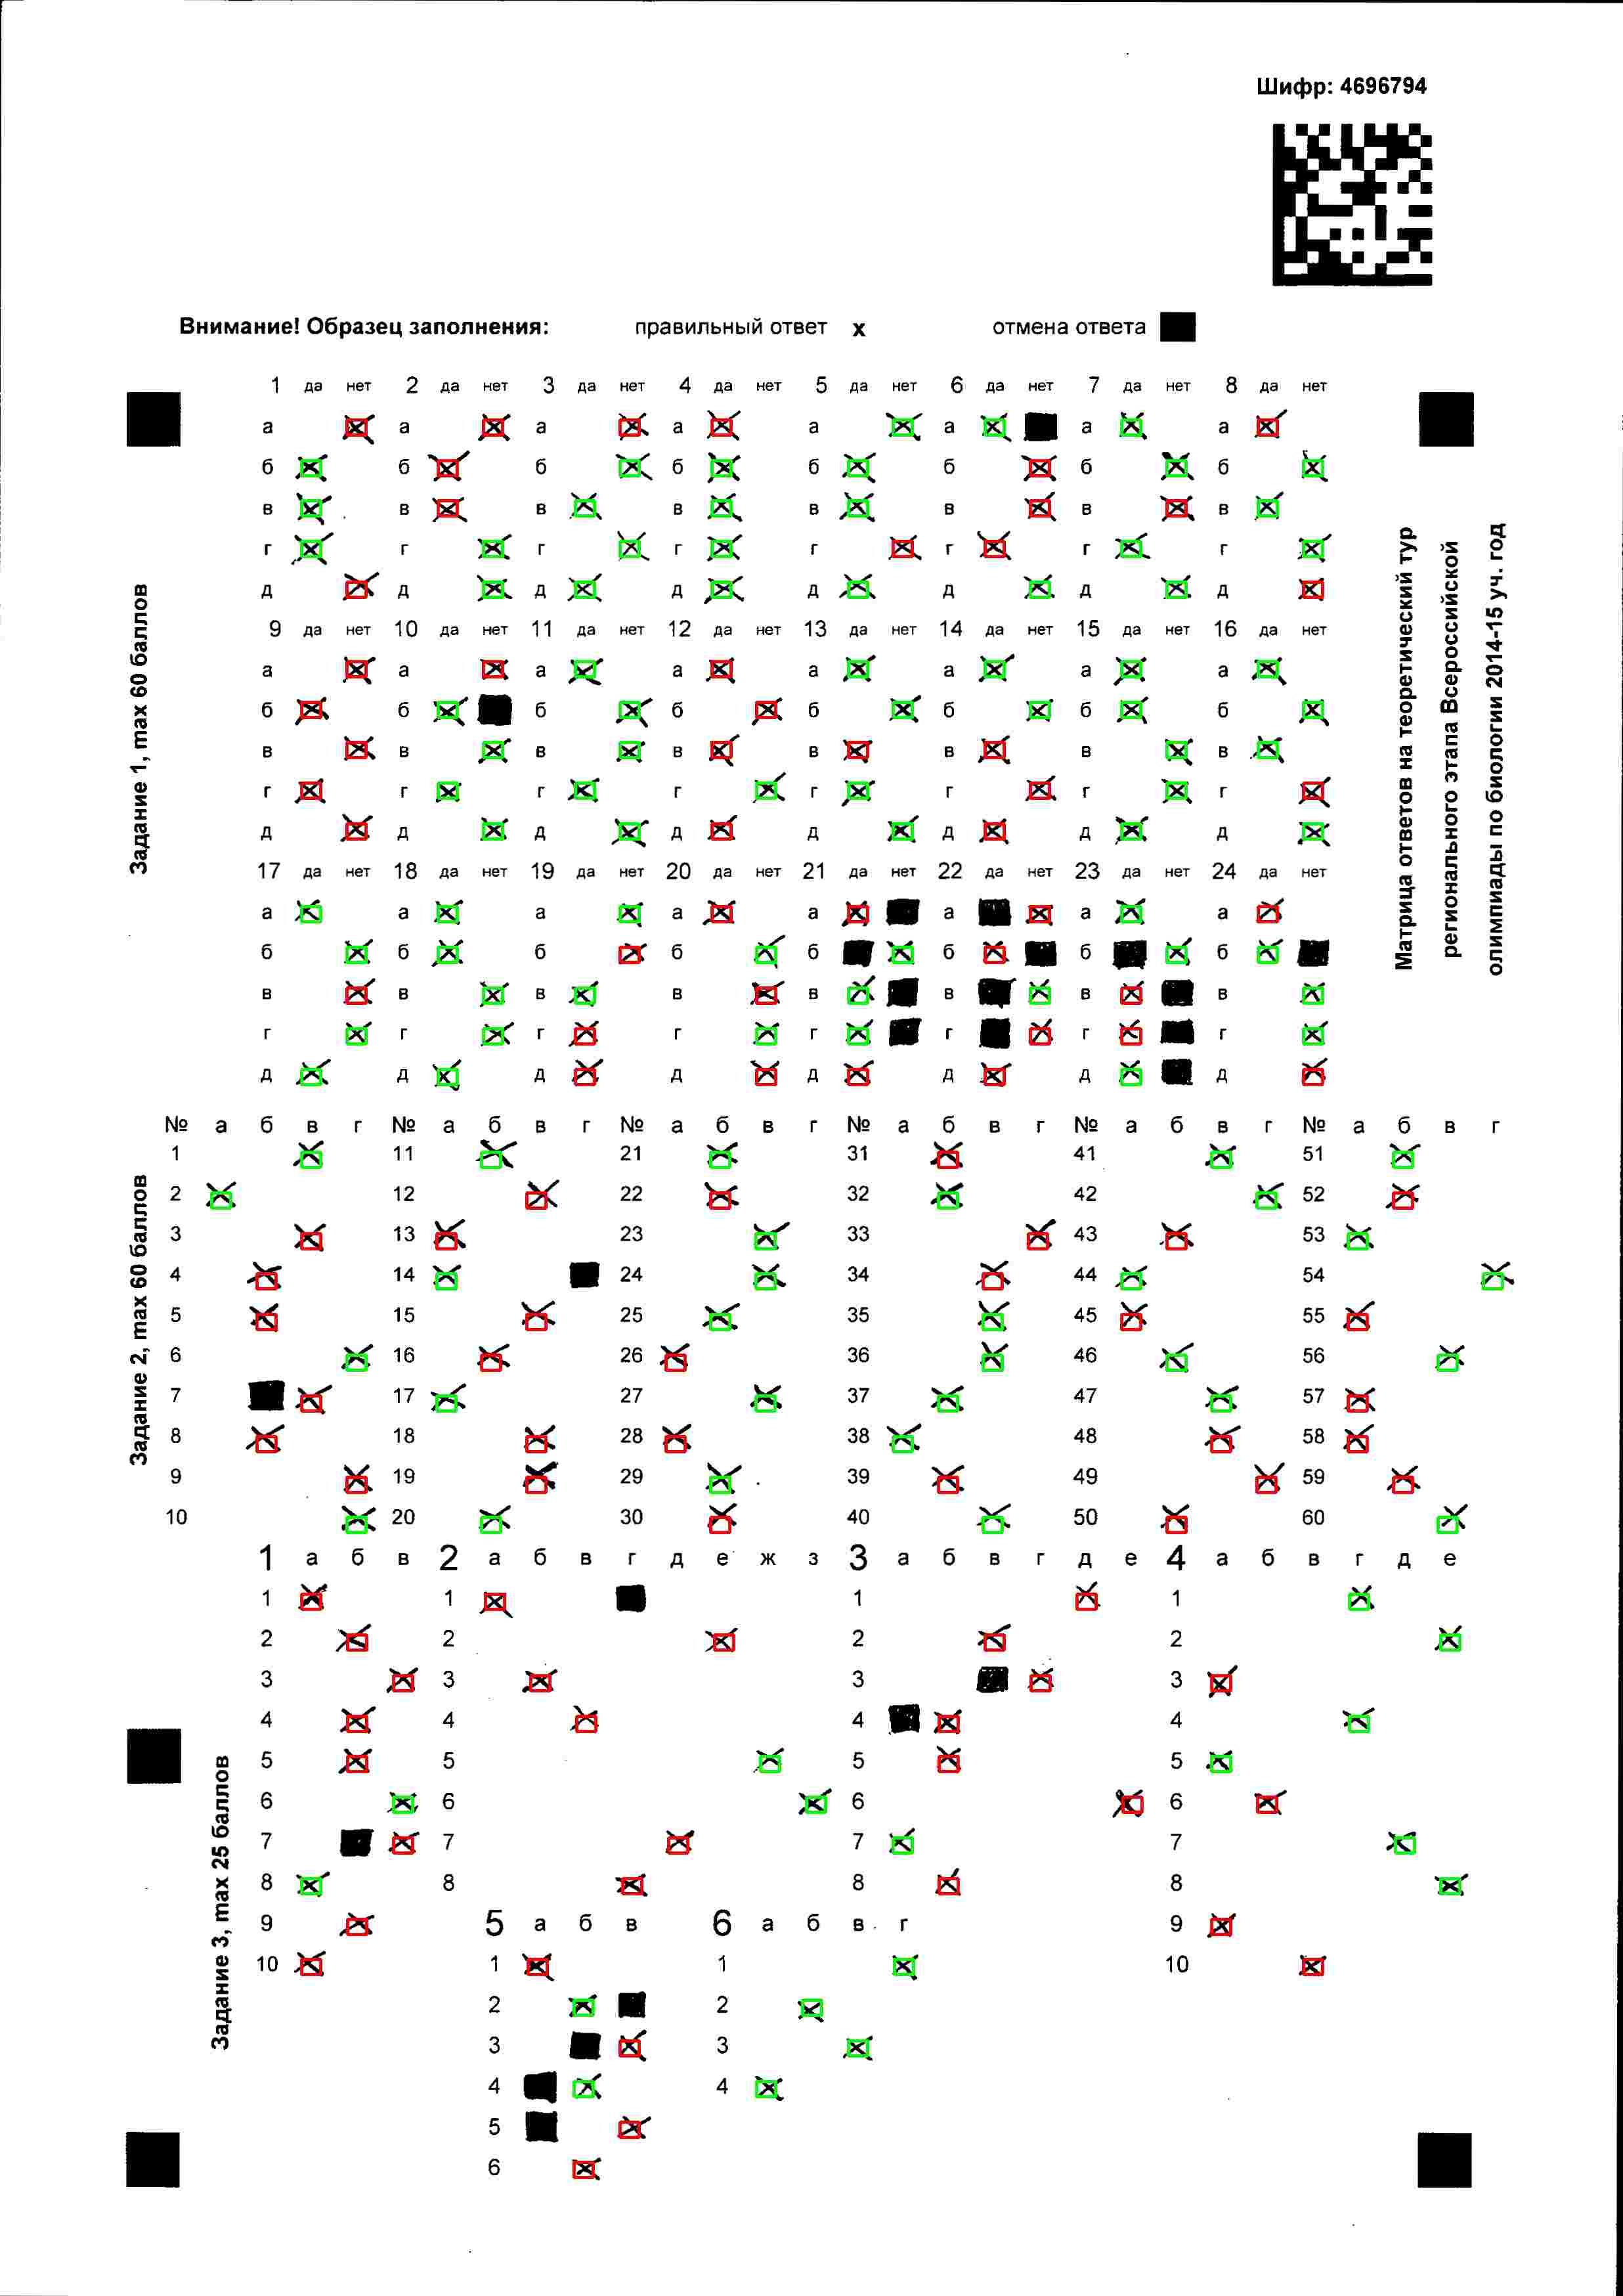 Шифр: 4696794
Внимание! Образец заполнения: правильный ответ х отмена ответа
1 да нет 2 да нет 3 да нет 4 да нет 5 да нет 6 да нет 7 да нет 8 да нет
а а а а а а а а
б б б б б б б б
в в в в в в в в
г г г г г г г г
д д д д д д д д
9 да нет 10 да нет 11 да нет 12 да нет 13 да нет 14 да нет 15 да нет 16 да нет
а а а а а а а а
б б б б б б б б
в в в в в в в в
г г г г г г г г
д д д д д д д д
17 да нет 18 да нет 19 да нет 20 да нет 21 да нет 22 да нет 23 да нет 24 да нет
а а а а а а а а
б б б б б б б б
в в в в в в в в
г г г г г г г г
д д д д д д д д
Задание 1, max 60 баллов
Матрица ответов на теоретический тур
регионального этапа Всероссийской
олимпиады по биологии 2014-15 уч. год
№ а б в г № а б в г № а б в г № а б в г № а б в г № а б в г
1 11 21 31 41 51
2 12 22 32 42 52
3 13 23 33 43 53
4 14 24 34 44 54
5 15 25 35 45 55
6 16 26 36 46 56
7 17 27 37 47 57
8 18 28 38 48 58
9 19 29 39 49 59
10 20 30 40 50 60
Задание 2, max 60 баллов
1 а б в 2 а б в г д е ж з 3 а б в г д е 4 а б в г д е
1 1 1 1
2 2 2 2
3 3 3 3
4 4 4 4
5 5 5 5
6 6 6 6
7 7 7 7
8 8 8 8
9 5 а б в 6 а б в г 9
10 1 1 10
2 2
3 3
4 4
5
6
Задание 3, max 25 баллов